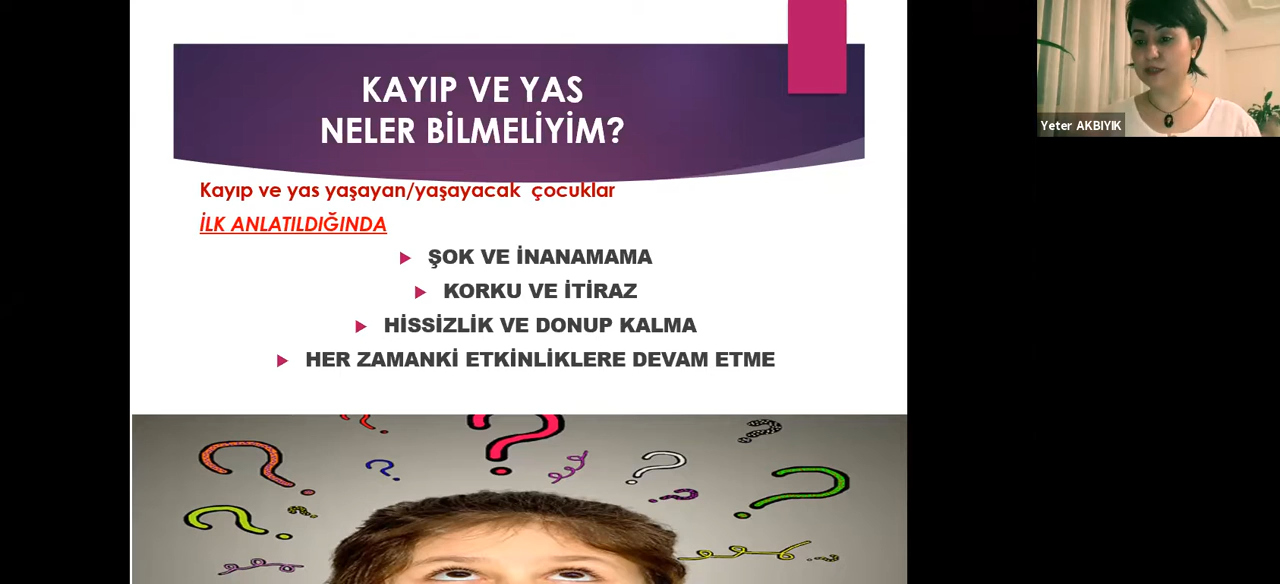 KAYIP VE YAS
NELER BİLMELİYİM?
Kayıp ve yas yaşayan/yaşayacak çocuklar
İLK ANLATILDIĞINDA
ŞOK VE İNANAMAMA
KORKU VE İTİRAZ
HİSSİZLİK VE DONUP KALMA
HER ZAMANKİ ETKİNLİKLERE DEVAM ETME
Yeter AKBIYIK